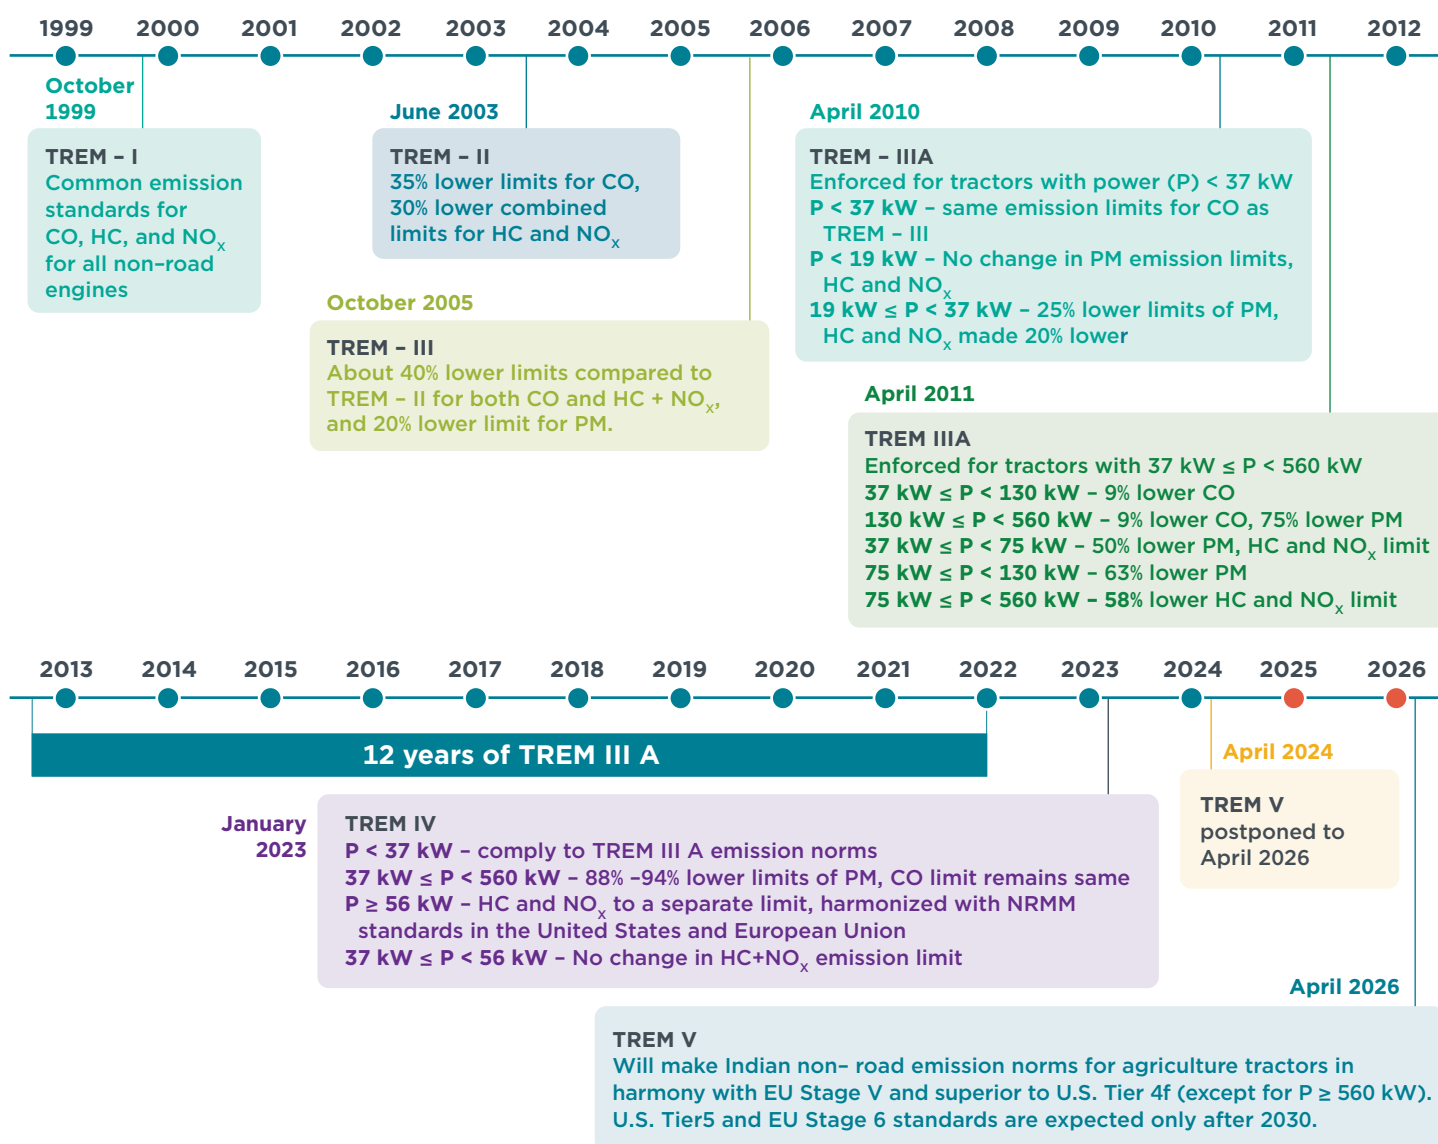 1999 2000 2001 2002 2003 2004 2005 2006 2007 2008 2009 2010 2011 2012
October
1999
TREM – I
Common emission
standards for
CO, HC, and NOx
for all non–road
engines
June 2003
TREM – II
35% lower limits for CO,
30% lower combined
limits for HC and NOx
October 2005
TREM – III
About 40% lower limits compared to
TREM – II for both CO and HC + NOx,
and 20% lower limit for PM.
April 2010
TREM – IIIA
Enforced for tractors with power (P) < 37 kW
P < 37 kW – same emission limits for CO as
TREM – III
P < 19 kW – No change in PM emission limits,
HC and NOx
19 kW ≤ P < 37 kW – 25% lower limits of PM,
HC and NOx made 20% lower
April 2011
TREM IIIA
Enforced for tractors with 37 kW ≤ P < 560 kW
37 kW ≤ P < 130 kW – 9% lower CO
130 kW ≤ P < 560 kW – 9% lower CO, 75% lower PM
37 kW ≤ P < 75 kW – 50% lower PM, HC and NOx limit
75 kW ≤ P < 130 kW – 63% lower PM
75 kW ≤ P < 560 kW – 58% lower HC and NOx limit
2013 2014 2015 2016 2017 2018 2019 2020 2021 2022 2023 2024 2025 2026
12 years of TREM III A
January
2023
TREM IV
P < 37 kW – comply to TREM III A emission norms
37 kW ≤ P < 560 kW – 88% –94% lower limits of PM, CO limit remains same
P ≥ 56 kW – HC and NOx to a separate limit, harmonized with NRMM
standards in the United States and European Union
37 kW ≤ P < 56 kW – No change in HC+NOx emission limit
April 2024
TREM V
postponed to
April 2026
April 2026
TREM V
Will make Indian non– road emission norms for agriculture tractors in
harmony with EU Stage V and superior to U.S. Tier 4f (except for P ≥ 560 kW).
U.S. Tier5 and EU Stage 6 standards are expected only after 2030.